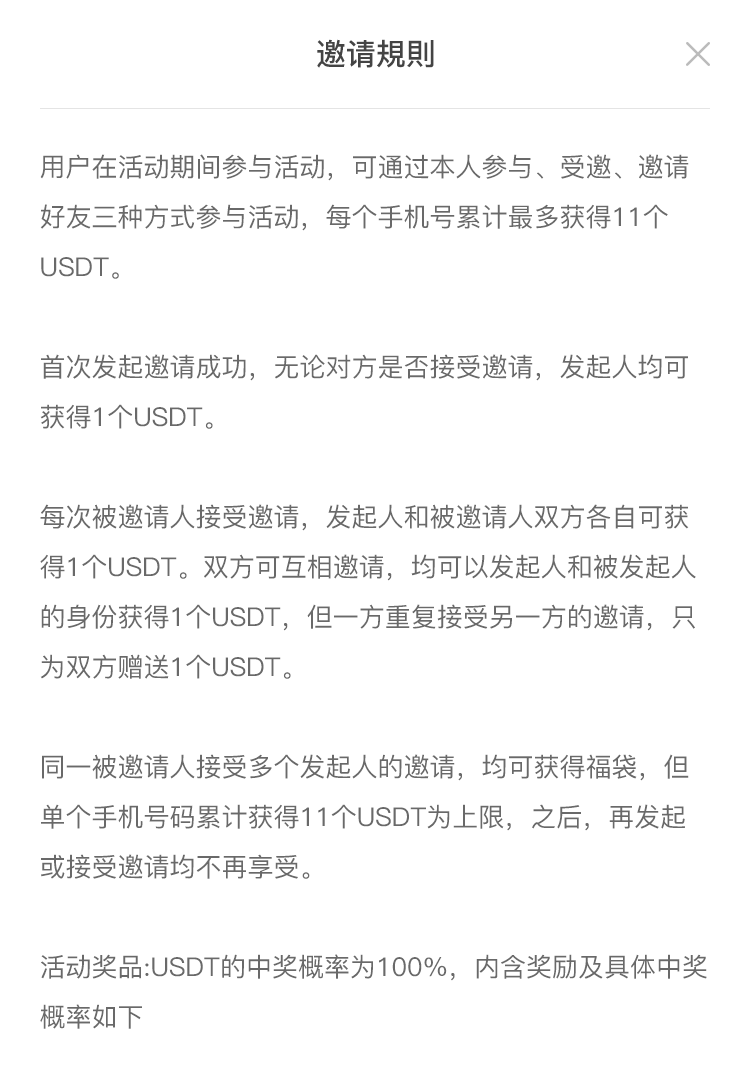 邀请規則
用户在活动期间参与活动，可通过本人参与、受邀、邀请
好友三种方式参与活动，每个手机号累计最多获得11个
USDT。
首次发起邀请成功，无论对方是否接受邀请，发起人均可
获得1个USDT。
每次被邀请人接受邀请，发起人和被邀请人双方各自可获
得1个USDT。双方可互相邀请，均可以发起人和被发起人
的身份获得1个USDT，但一方重复接受另一方的邀请，只
为双方赠送1个USDT。
同一被邀请人接受多个发起人的邀请，均可获得福袋，但
单个手机号码累计获得11个USDT为上限，之后，再发起
或接受邀请均不再享受。
活动奖品:USDT的中奖概率为100%，内含奖励及具体中奖
概率如下